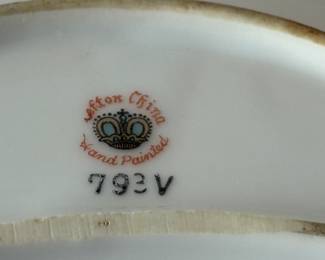 Lefton China
Hand Painted
793V